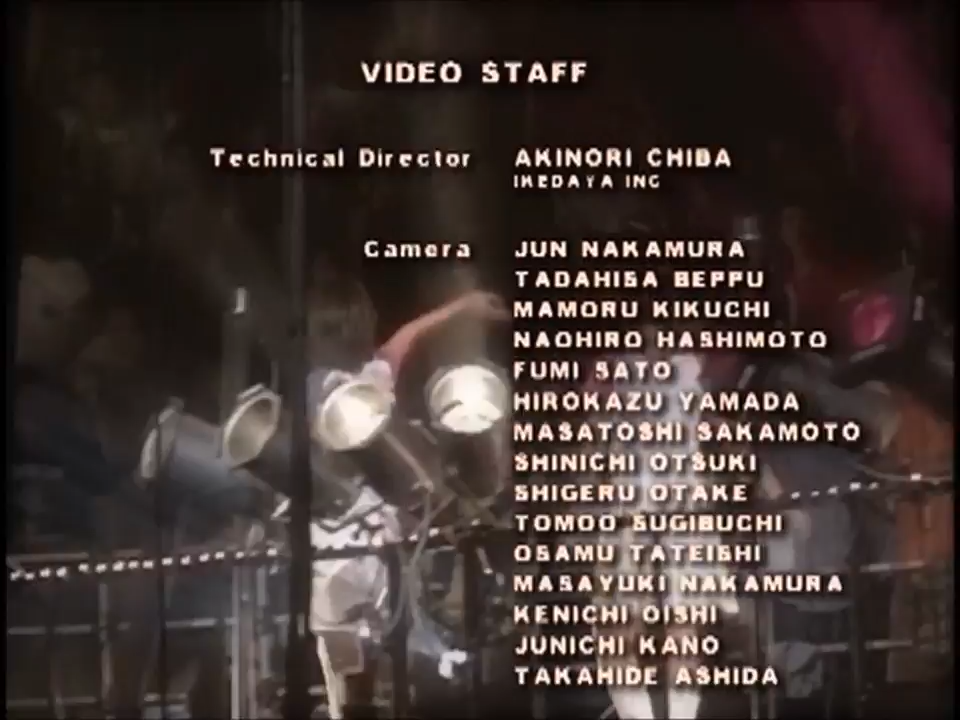 VIDEO STAFF
Technical Director AKINORI CHIBA
IKEDAYA INC
Camera JUN NAKAMURA
TADAHISA BEPPU
MAMORU KIKUCHI
NAOHIRO HASHIMOTO
FUMI SATO
HIROKAZU YAMADA
MASATOSHI SAKAMOTO
SHINICHI OTSUKI
SHIGERU OTAKE
TOMOO SUGIBUCHI
OSAMU TATEISHI
MASAYUKI NAKAMURA
KENICHI OISHI
JUNICHI KANO
TAKAHIDE ASHIDA